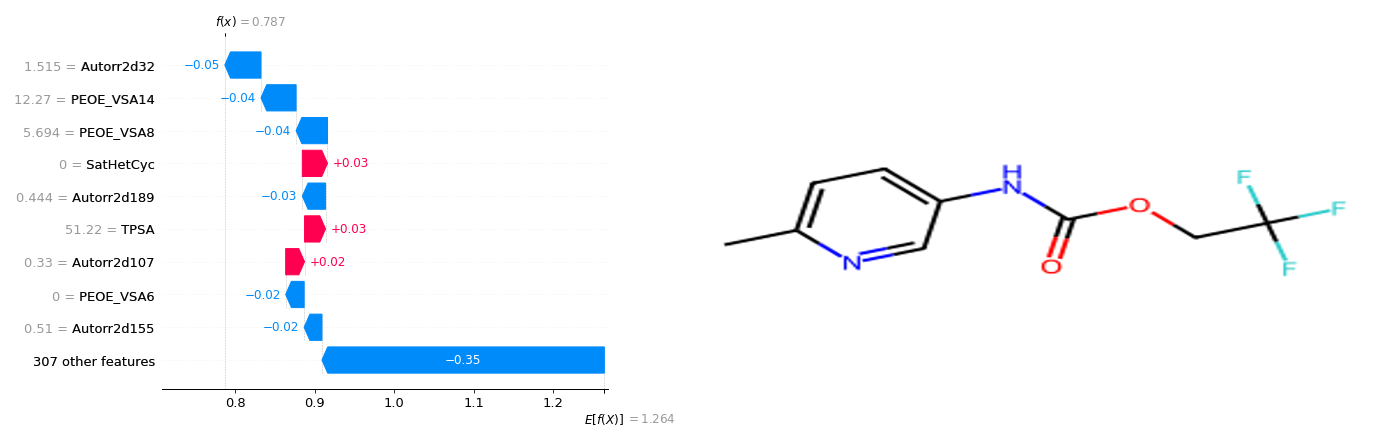 f(x) = 0.787
1.515 = Autorr2d32 −0.05
12.27 = PEOE_VSA14 −0.04
5.694 = PEOE_VSA8 −0.04
0 = SatHetCyc +0.03
0.444 = Autorr2d189 −0.03
51.22 = TPSA +0.03
0.33 = Autorr2d107 +0.02
0 = PEOE_VSA6 −0.02
0.51 = Autorr2d155 −0.02
307 other features −0.35
0.8 0.9 1.0 1.1 1.2
E[f(X)] = 1.264
H
N
N
O
O
F
F
F